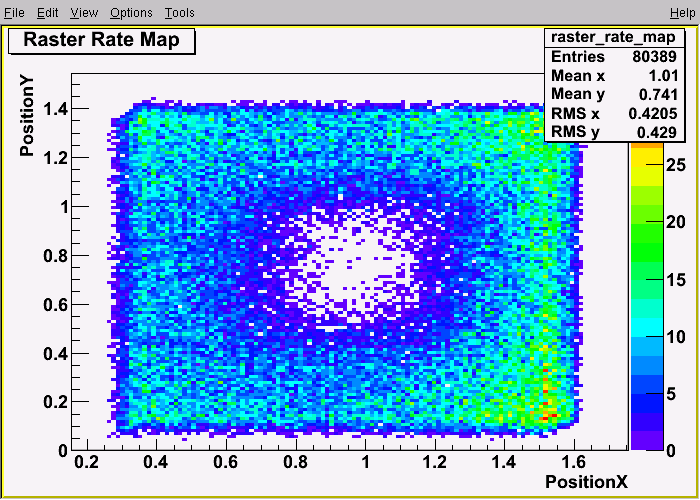 File Edit View Options Tools Help
Raster Rate Map
raster_rate_map
Entries 80389
Mean x 1.01
Mean y 0.741
RMS x 0.4205
RMS y 0.429
PositionY
1.4
1.2
1
0.8
0.6
0.4
0.2
0
25
20
15
10
5
0
0.2 0.4 0.6 0.8 1 1.2 1.4 1.6
PositionX